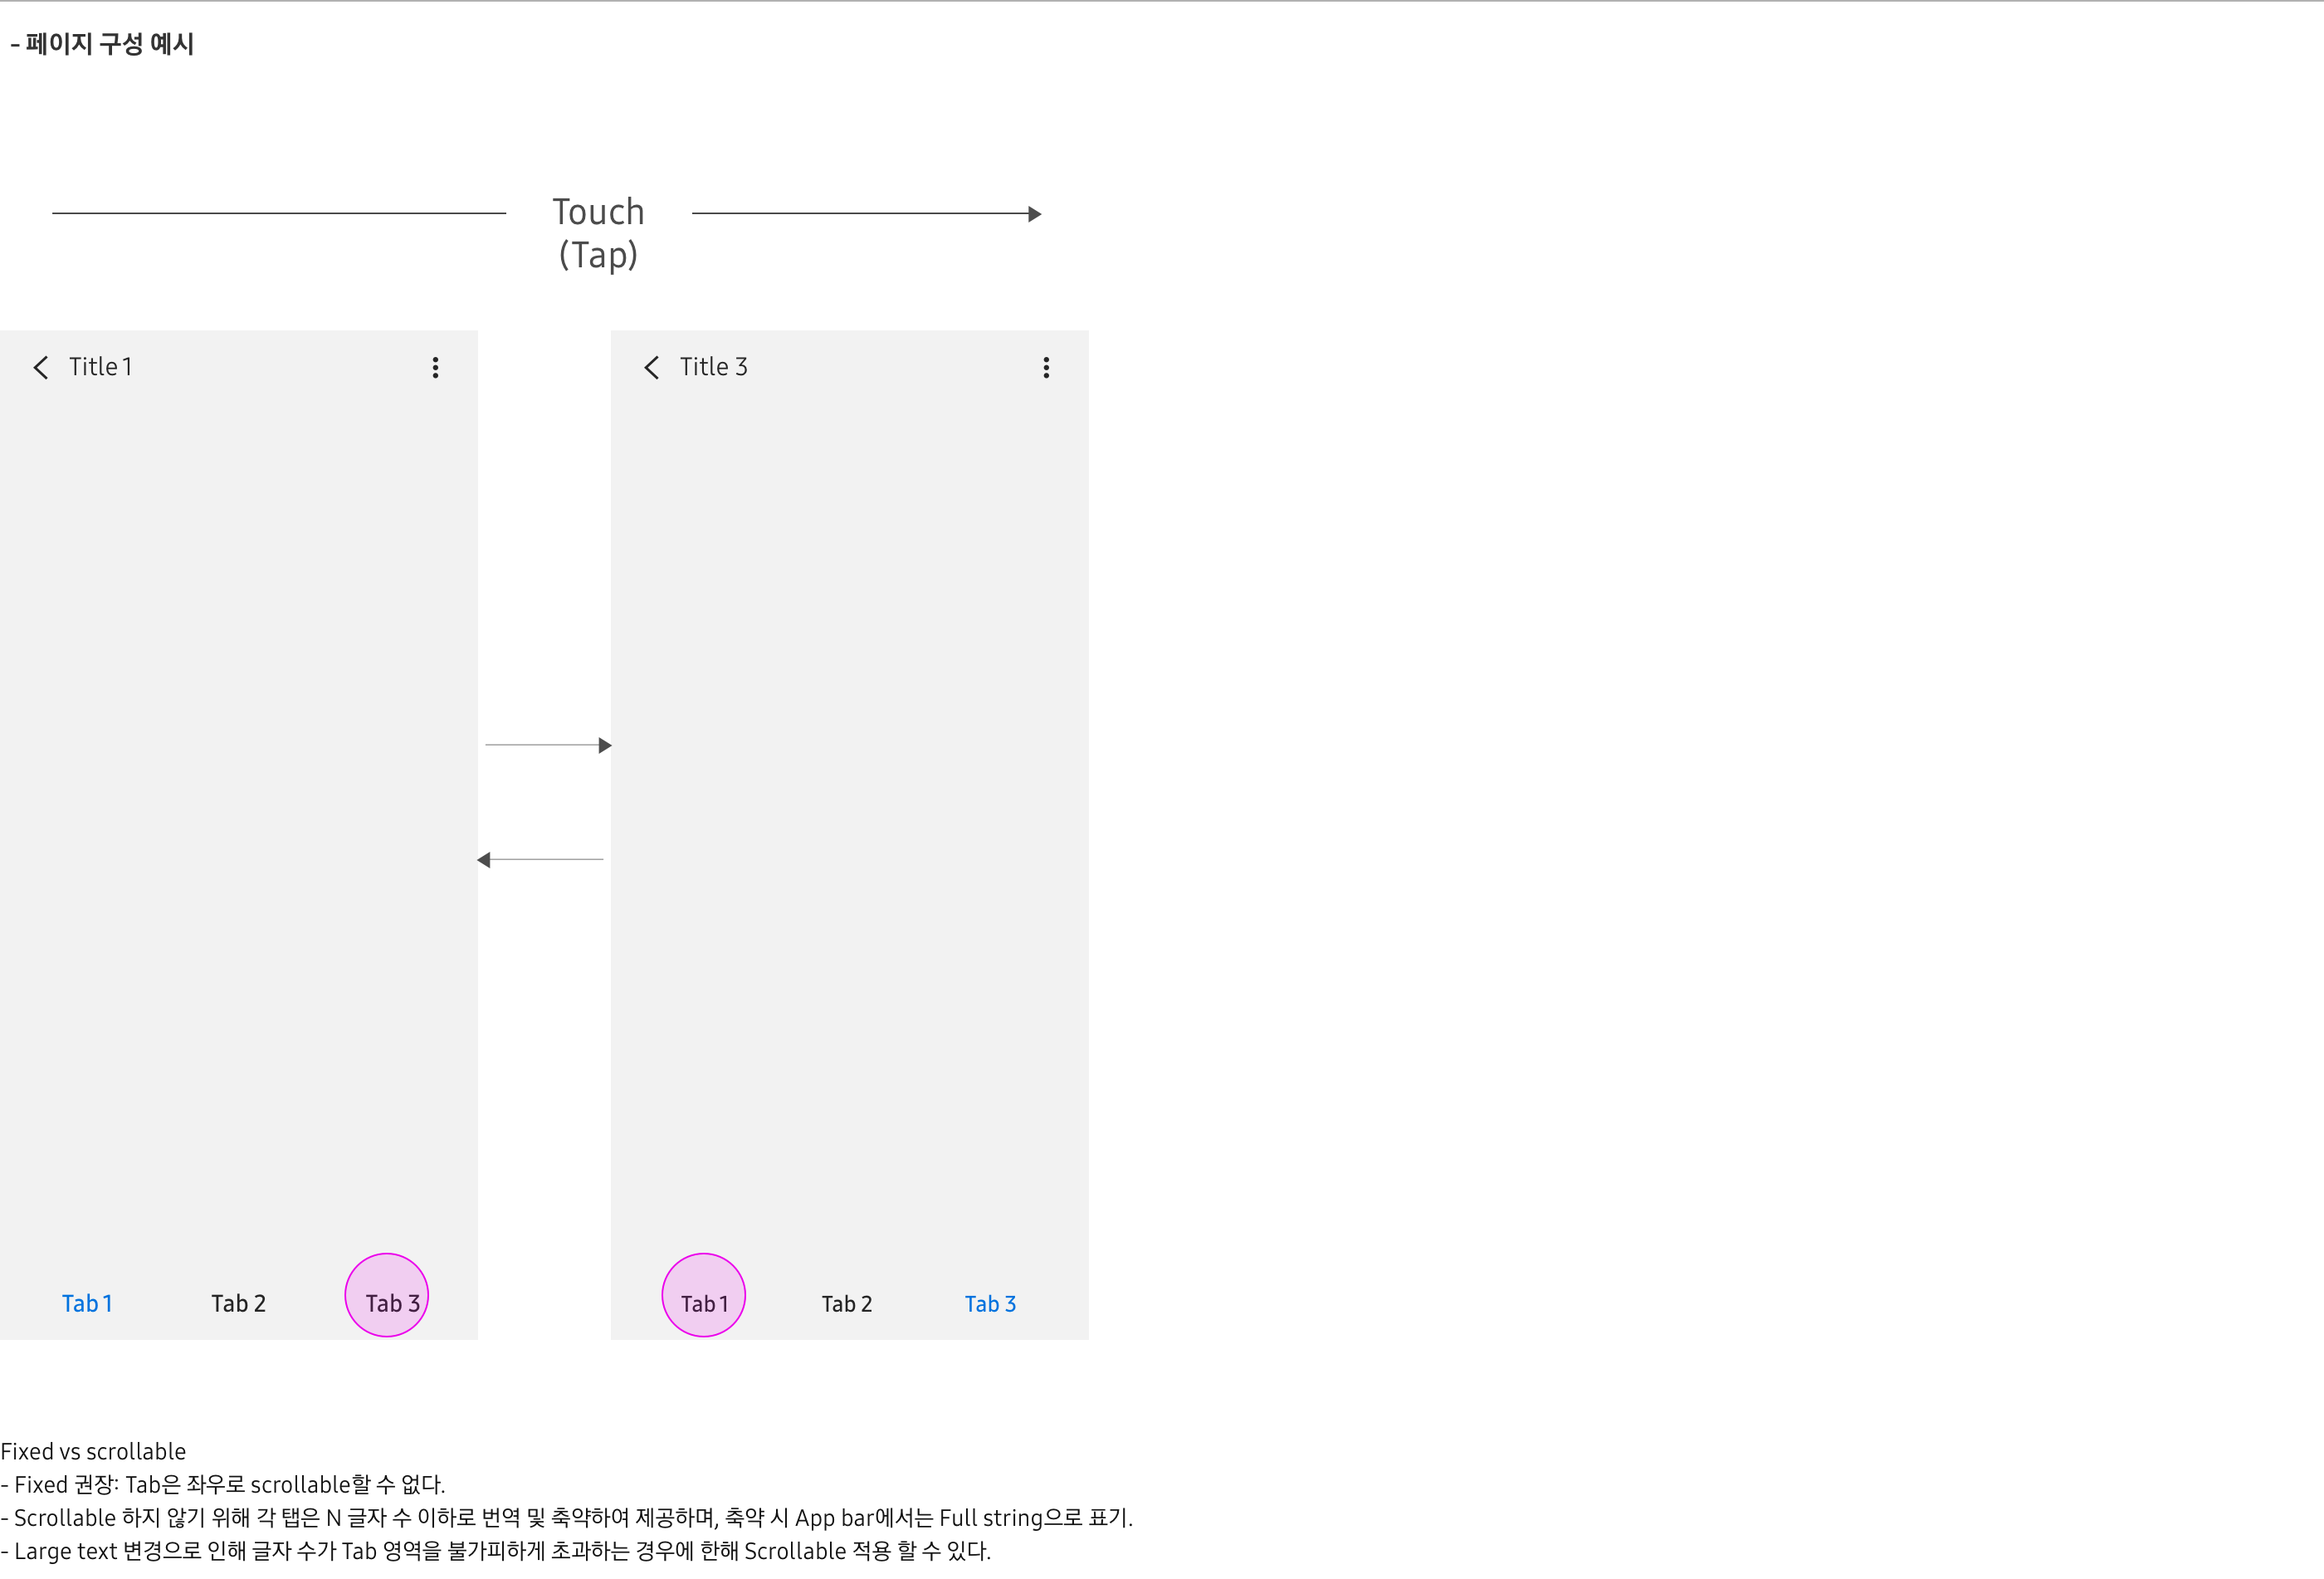 - 페이지 구성 예시
Touch
(Tap)
Title 1
Title 3
Tab 1
Tab 2
Tab 3
Tab 1
Tab 2
Tab 3
Fixed vs scrollable
- Fixed 권장: Tab은 좌우로 scrollable할 수 없다.
- Scrollable 하지 않기 위해 각 탭은 N 글자 수 이하로 번역 및 축약하여 제공하며, 축약 시 App bar에서는 Full string으로 표기.
- Large text 변경으로 인해 글자 수가 Tab 영역을 불가피하게 초과하는 경우에 한해 Scrollable 적용 할 수 있다.